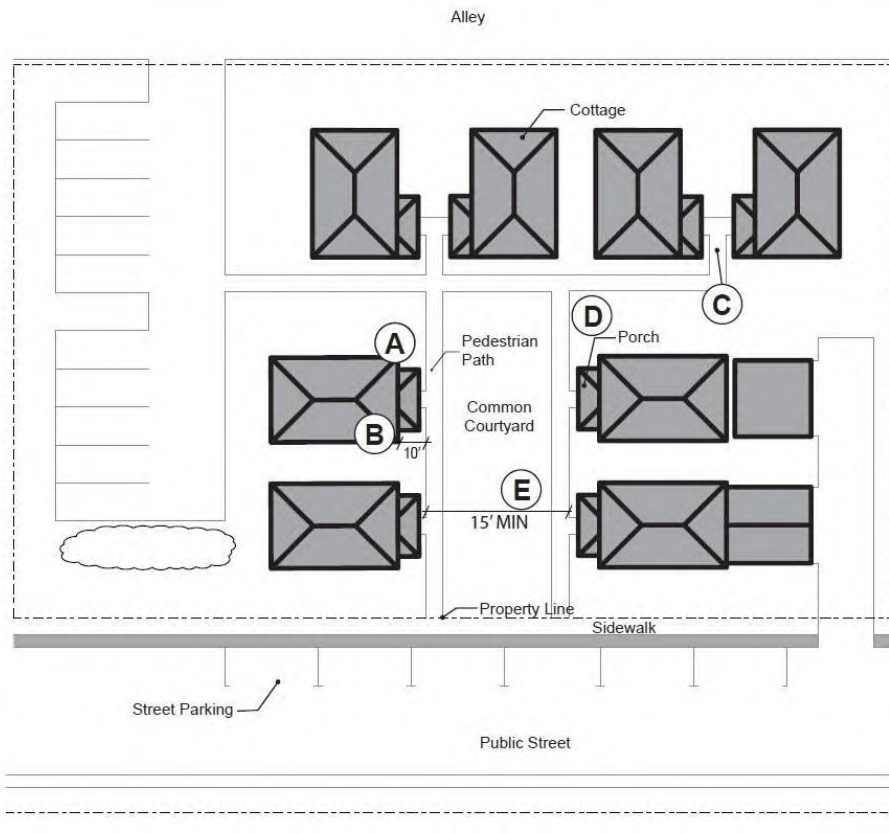 Alley
Cottage
C
D
A
Porch
Pedestrian
Path
Common
Courtyard
B
10'
E
15' MIN
Property Line
Sidewalk
Street Parking
Public Street